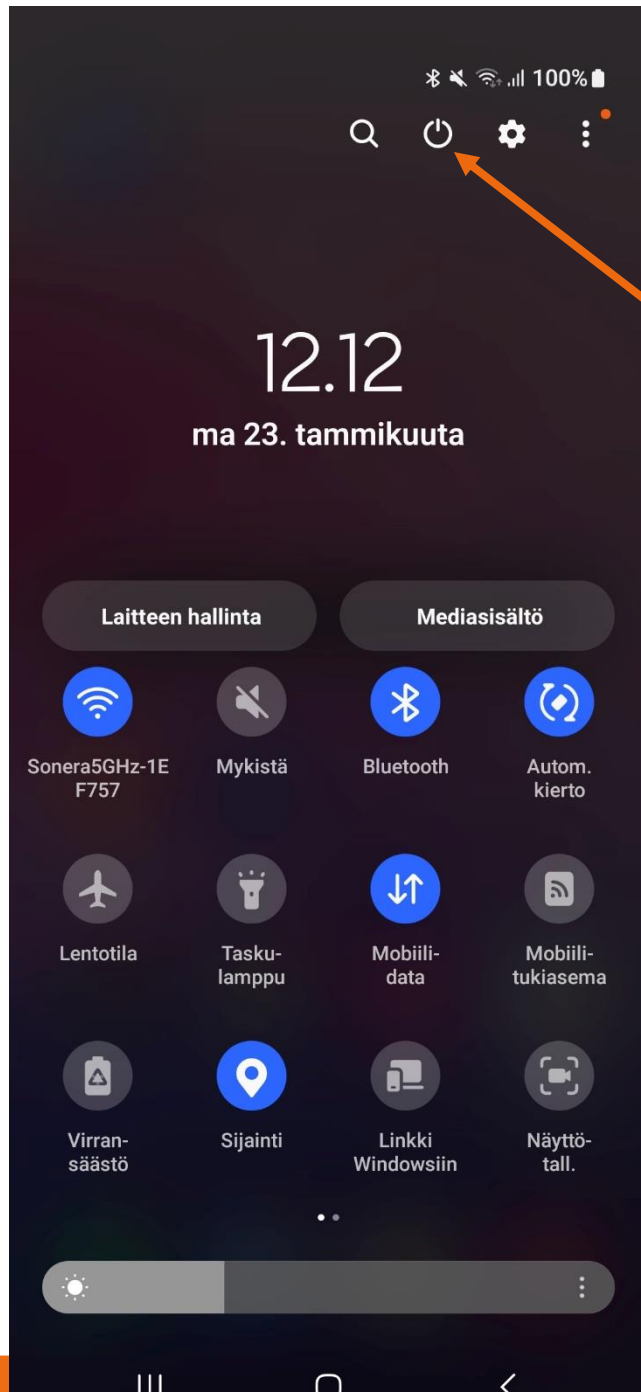 100%
12.12
ma 23. tammikuuta
Laitteen hallinta
Mediasisältö
Sonera5GHz-1E
F757
Mykistä
Bluetooth
Autom.
kierto
Lentotila
Tasku-
lamppu
Mobiili-
data
Mobiili-
tukiasema
Virran-
säästö
Sijainti
Linkki
Windowsiin
Näyttö-
tall.